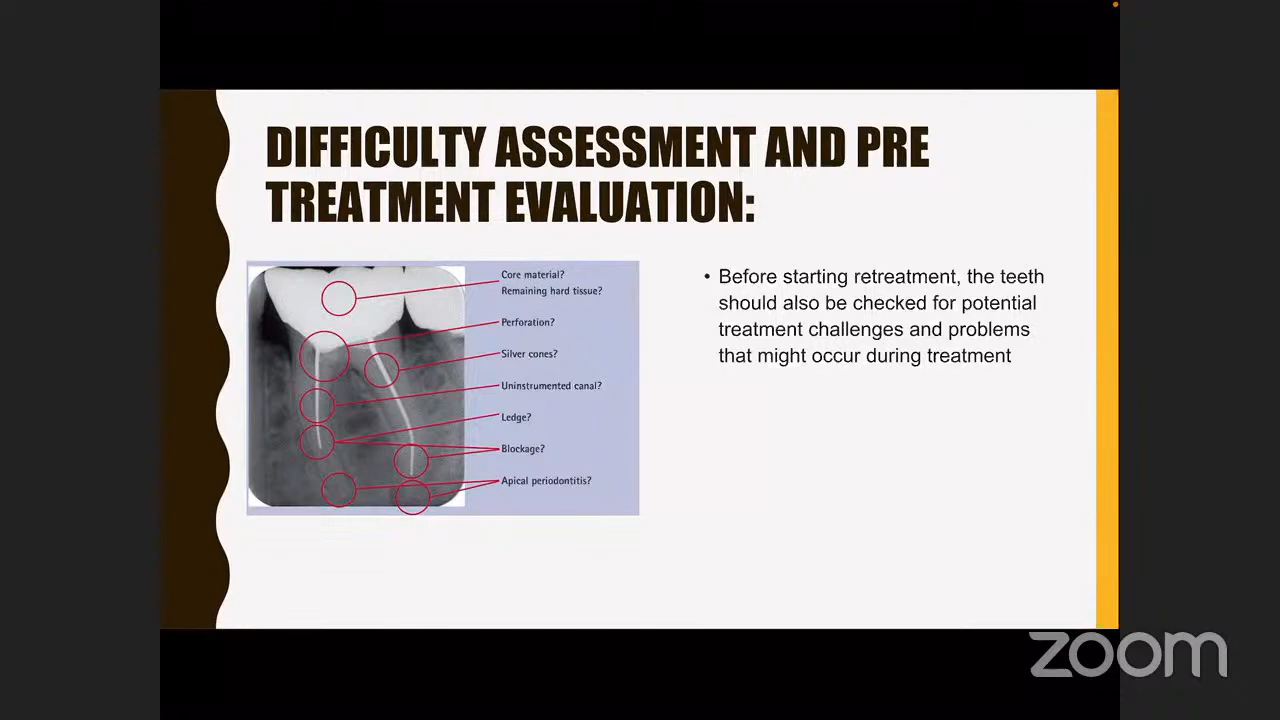 DIFFICULTY ASSESSMENT AND PRE
TREATMENT EVALUATION:
Core material?
Remaining hard tissue?
Perforation?
Silver cones?
Uninstrumented canal?
Ledge?
Blockage?
Apical periodontitis?
• Before starting retreatment, the teeth
should also be checked for potential
treatment challenges and problems
that might occur during treatment
zoom